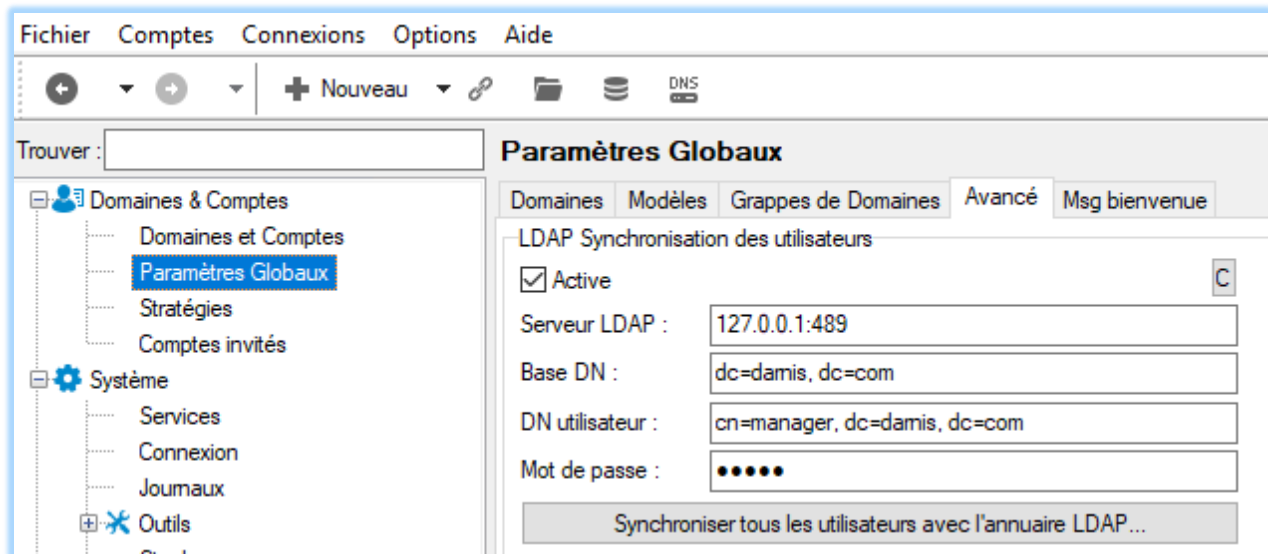 Fichier Comptes Connexions Options Aide
Nouveau DNS
Trouver :
Paramètres Globaux
Domaines & Comptes
Domaines et Comptes
Paramètres Globaux
Stratégies
Comptes invités
Système
Services
Connexion
Journaux
Outils
Domaines Modèles Grappes de Domaines Avancé Msg bienvenue
LDAP Synchronisation des utilisateurs
Active
C
Serveur LDAP : 127.0.0.1:489
Base DN : dc=damis, dc=com
DN utilisateur : cn=manager, dc=damis, dc=com
Mot de passe : •••••
Synchroniser tous les utilisateurs avec l'annuaire LDAP...